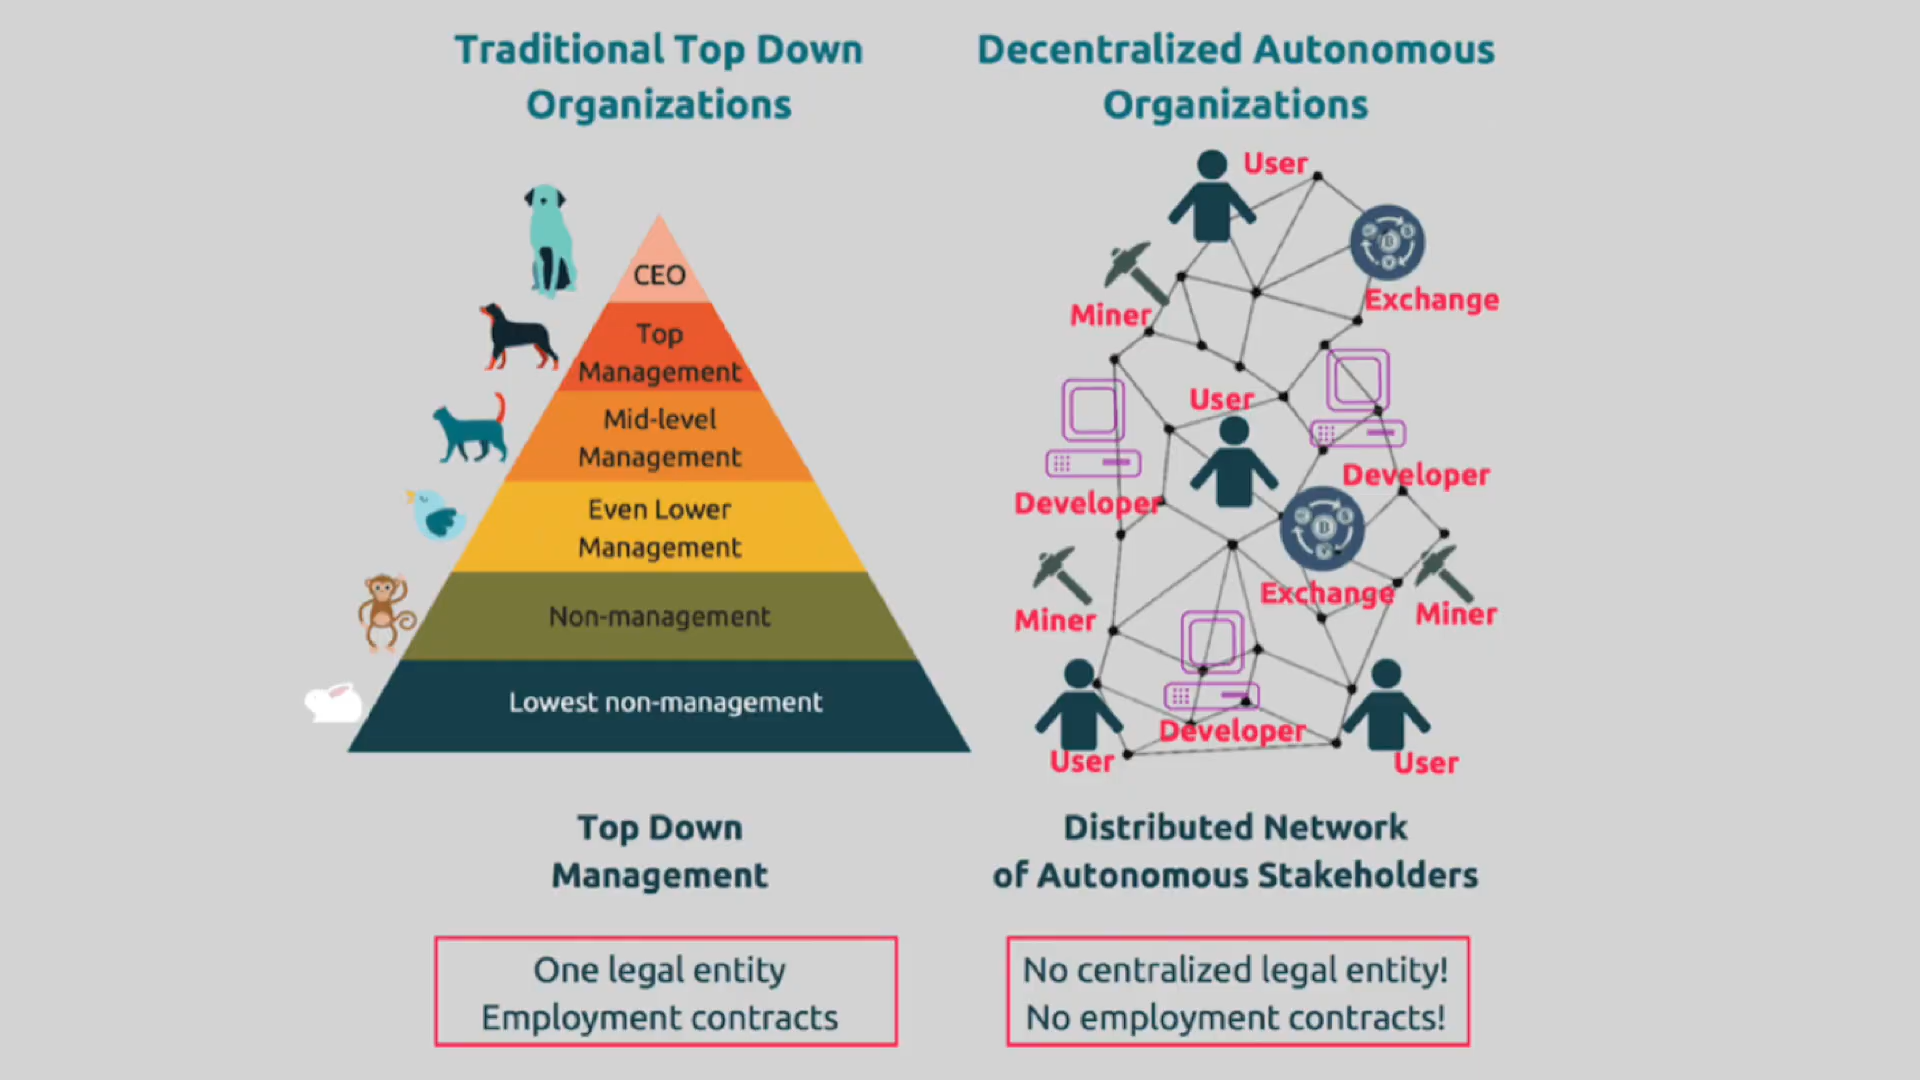 Traditional Top Down
Organizations
CEO
Top
Management
Mid-level
Management
Even Lower
Management
Non-management
Lowest non-management
Top Down
Management
One legal entity
Employment contracts
Decentralized Autonomous
Organizations
User
Exchange
Miner
User
Developer
Developer
Exchange
Miner
Miner
Developer
User
User
Distributed Network
of Autonomous Stakeholders
No centralized legal entity!
No employment contracts!